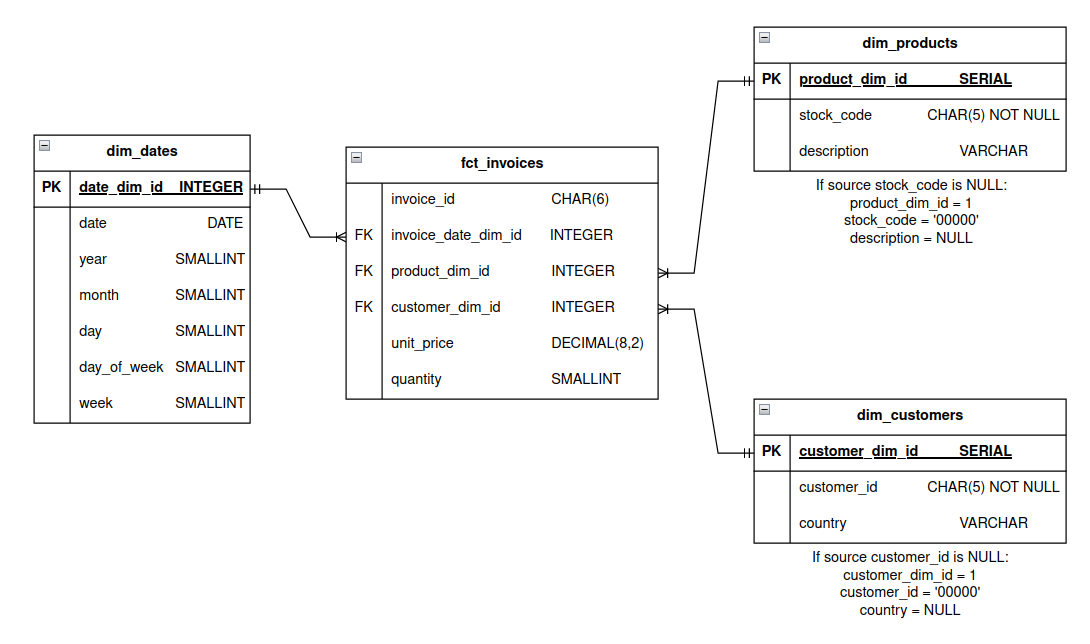 dim_dates
PK date_dim_id INTEGER
date DATE
year SMALLINT
month SMALLINT
day SMALLINT
day_of_week SMALLINT
week SMALLINT
fct_invoices
invoice_id CHAR(6)
FK invoice_date_dim_id INTEGER
FK product_dim_id INTEGER
FK customer_dim_id INTEGER
unit_price DECIMAL(8,2)
quantity SMALLINT
dim_products
PK product_dim_id SERIAL
stock_code CHAR(5) NOT NULL
description VARCHAR
If source stock_code is NULL:
product_dim_id = 1
stock_code = '00000'
description = NULL
dim_customers
PK customer_dim_id SERIAL
customer_id CHAR(5) NOT NULL
country VARCHAR
If source customer_id is NULL:
customer_dim_id = 1
customer_id = '00000'
country = NULL